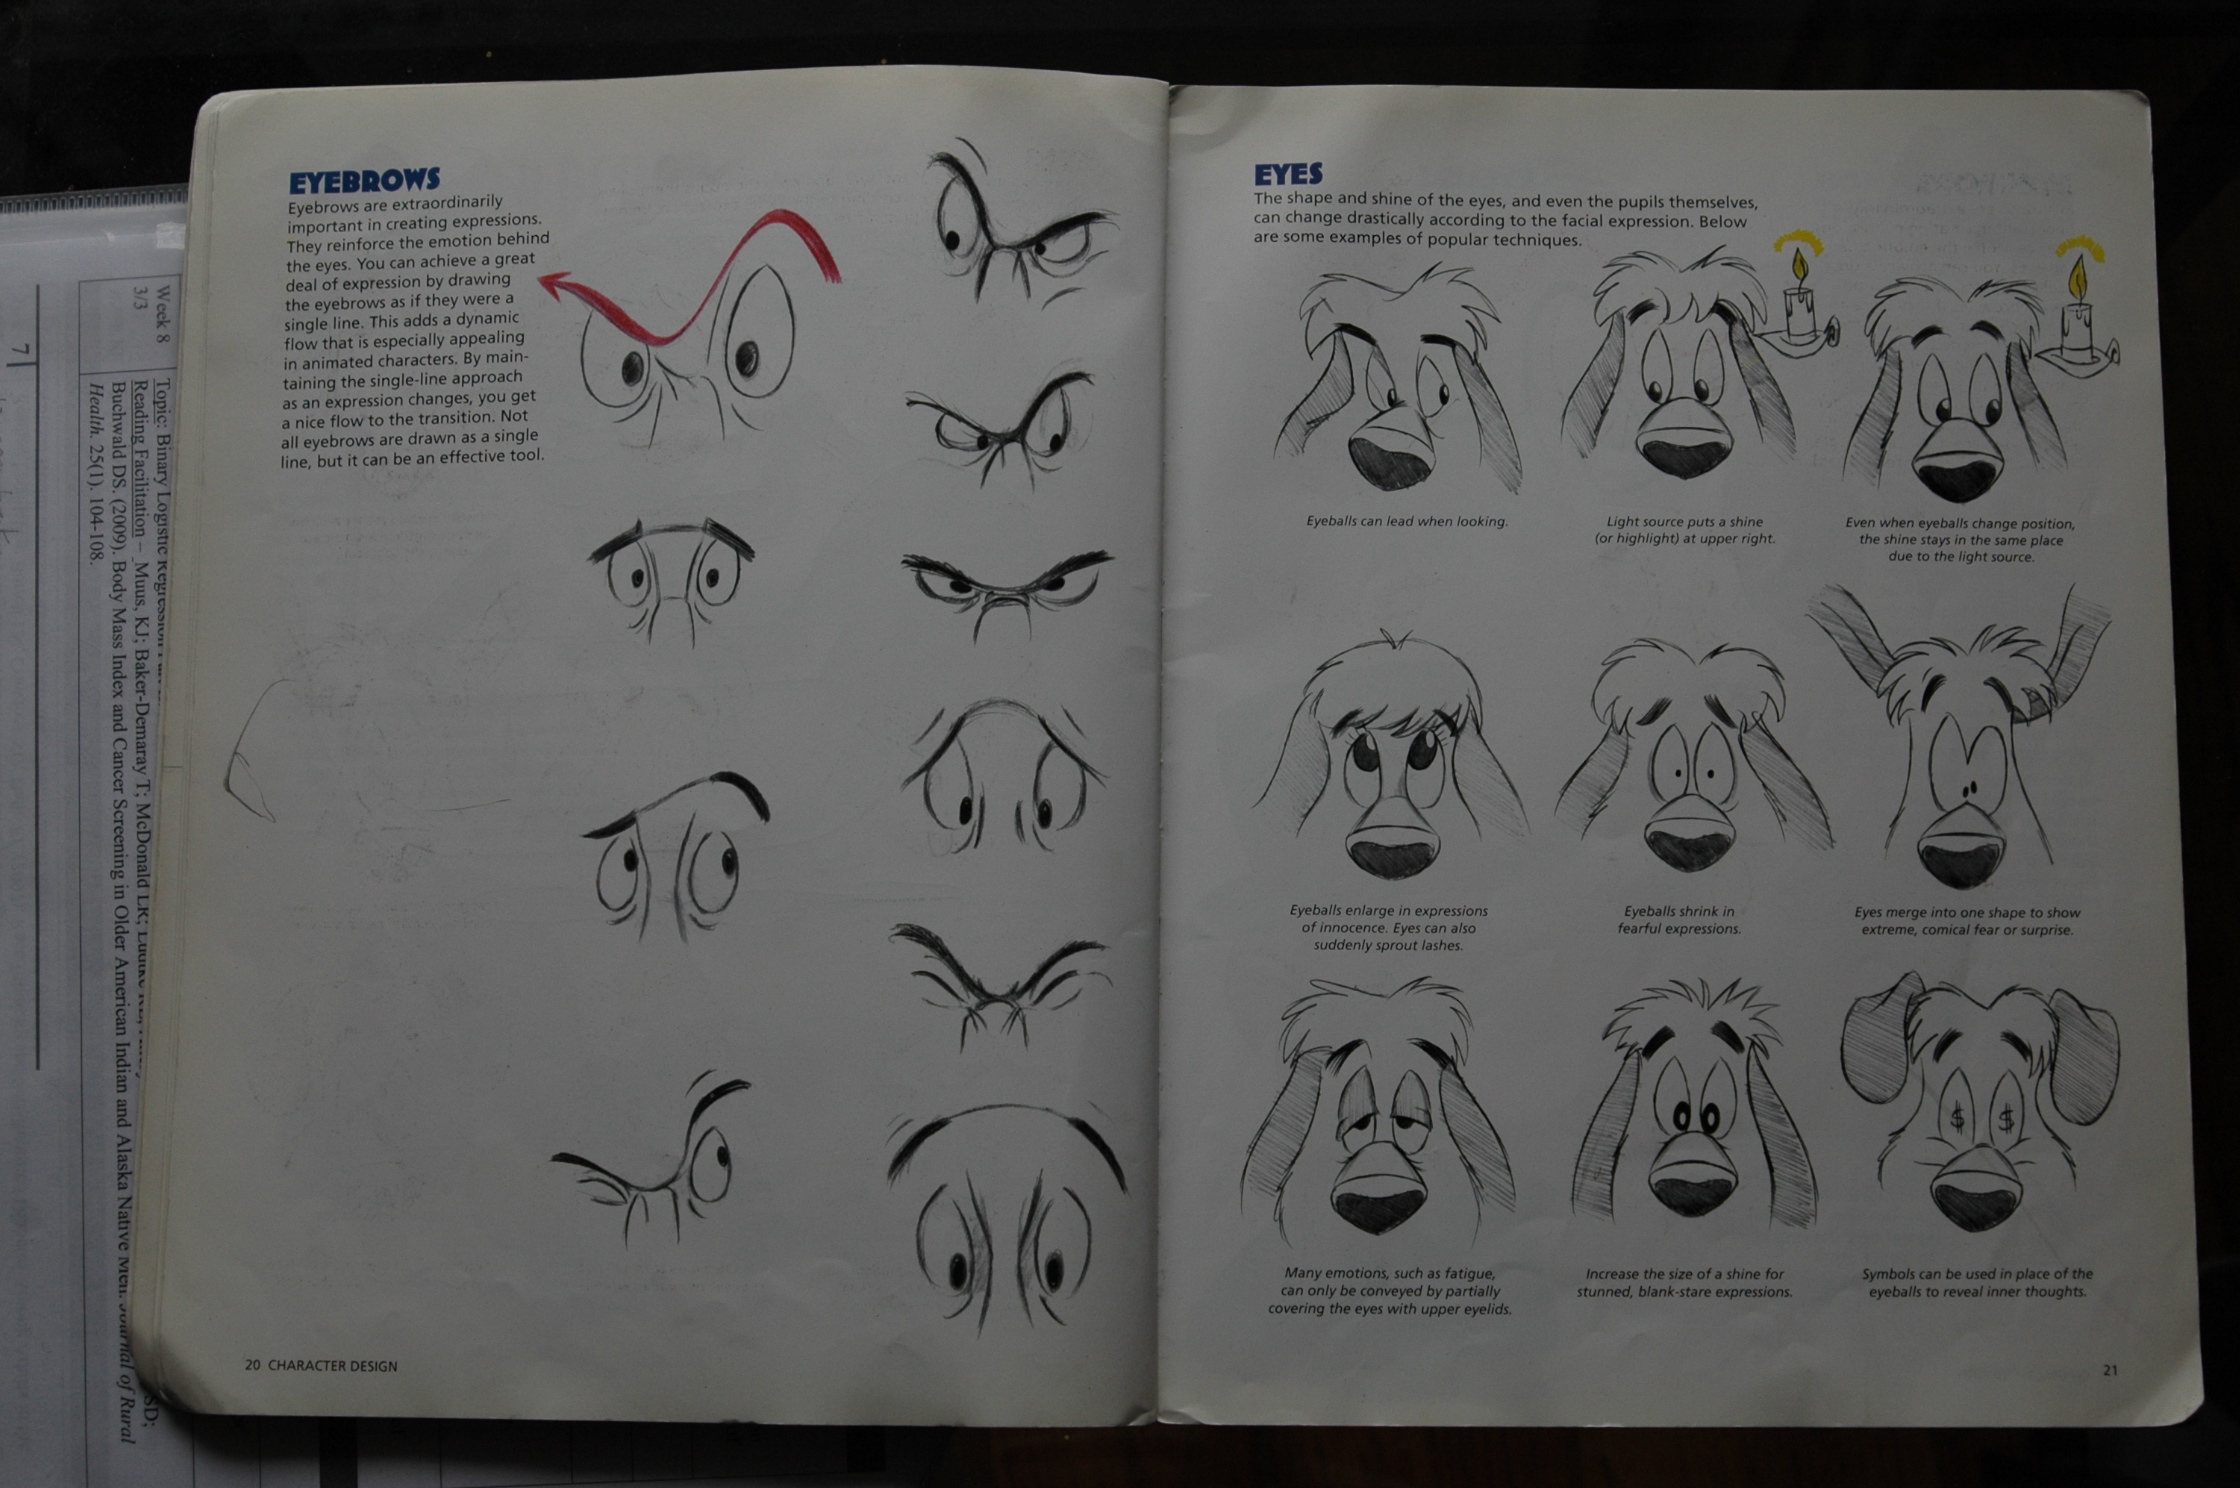 EYEBROWS
Eyebrows are extraordinarily
important in creating expressions.
They reinforce the emotion behind
the eyes. You can achieve a great
deal of expression by drawing
the eyebrows as if they were a
single line. This adds a dynamic
flow that is especially appealing
in animated characters. By main-
taining the single-line approach
as an expression changes, you get
a nice flow to the transition. Not
all eyebrows are drawn as a single
line, but it can be an effective tool.
20 CHARACTER DESIGN
EYES
The shape and shine of the eyes, and even the pupils themselves,
can change drastically according to the facial expression. Below
are some examples of popular techniques.
Eyeballs can lead when looking.
Light source puts a shine
(or highlight) at upper right.
Even when eyeballs change position,
the shine stays in the same place
due to the light source.
Eyeballs enlarge in expressions
of innocence. Eyes can also
suddenly sprout lashes.
Eyeballs shrink in
fearful expressions.
Eyes merge into one shape to show
extreme, comical fear or surprise.
$ $
Many emotions, such as fatigue,
can only be conveyed by partially
covering the eyes with upper eyelids.
Increase the size of a shine for
stunned, blank-stare expressions.
Symbols can be used in place of the
eyeballs to reveal inner thoughts.
21
Week 8
3/3
Topic: Binary Logistic Regression
Reading Facilitation – Muus, KJ; Baker-Demaray T; McDonald LK;
SD;
Buchwald DS. (2009). Body Mass Index and Cancer Screening in Older American Indian and Alaska Native Men. Journal of Rural
Health. 25(1). 104-108.
7